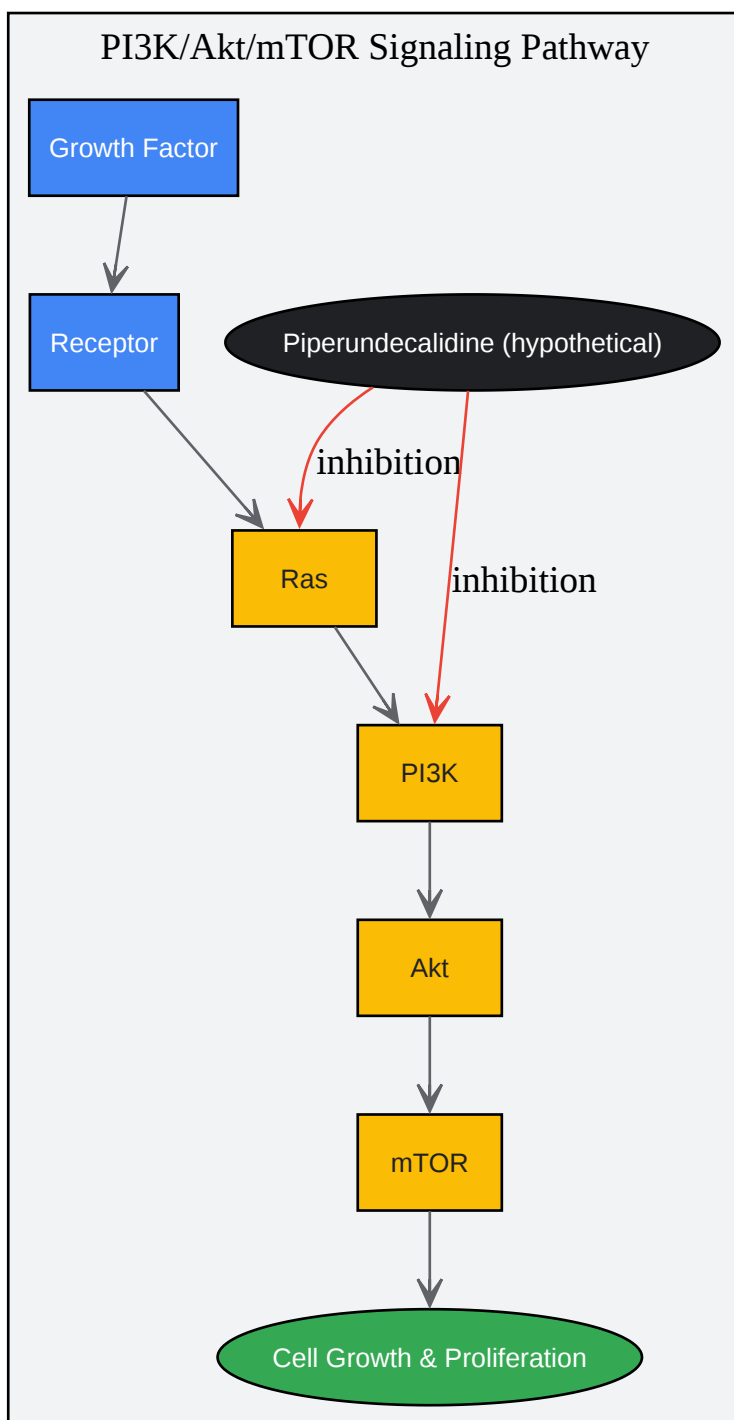 PI3K/Akt/mTOR Signaling Pathway
Growth Factor
Receptor
Piperundecalidine (hypothetical)
inhibition
Ras
inhibition
PI3K
Akt
mTOR
Cell Growth & Proliferation